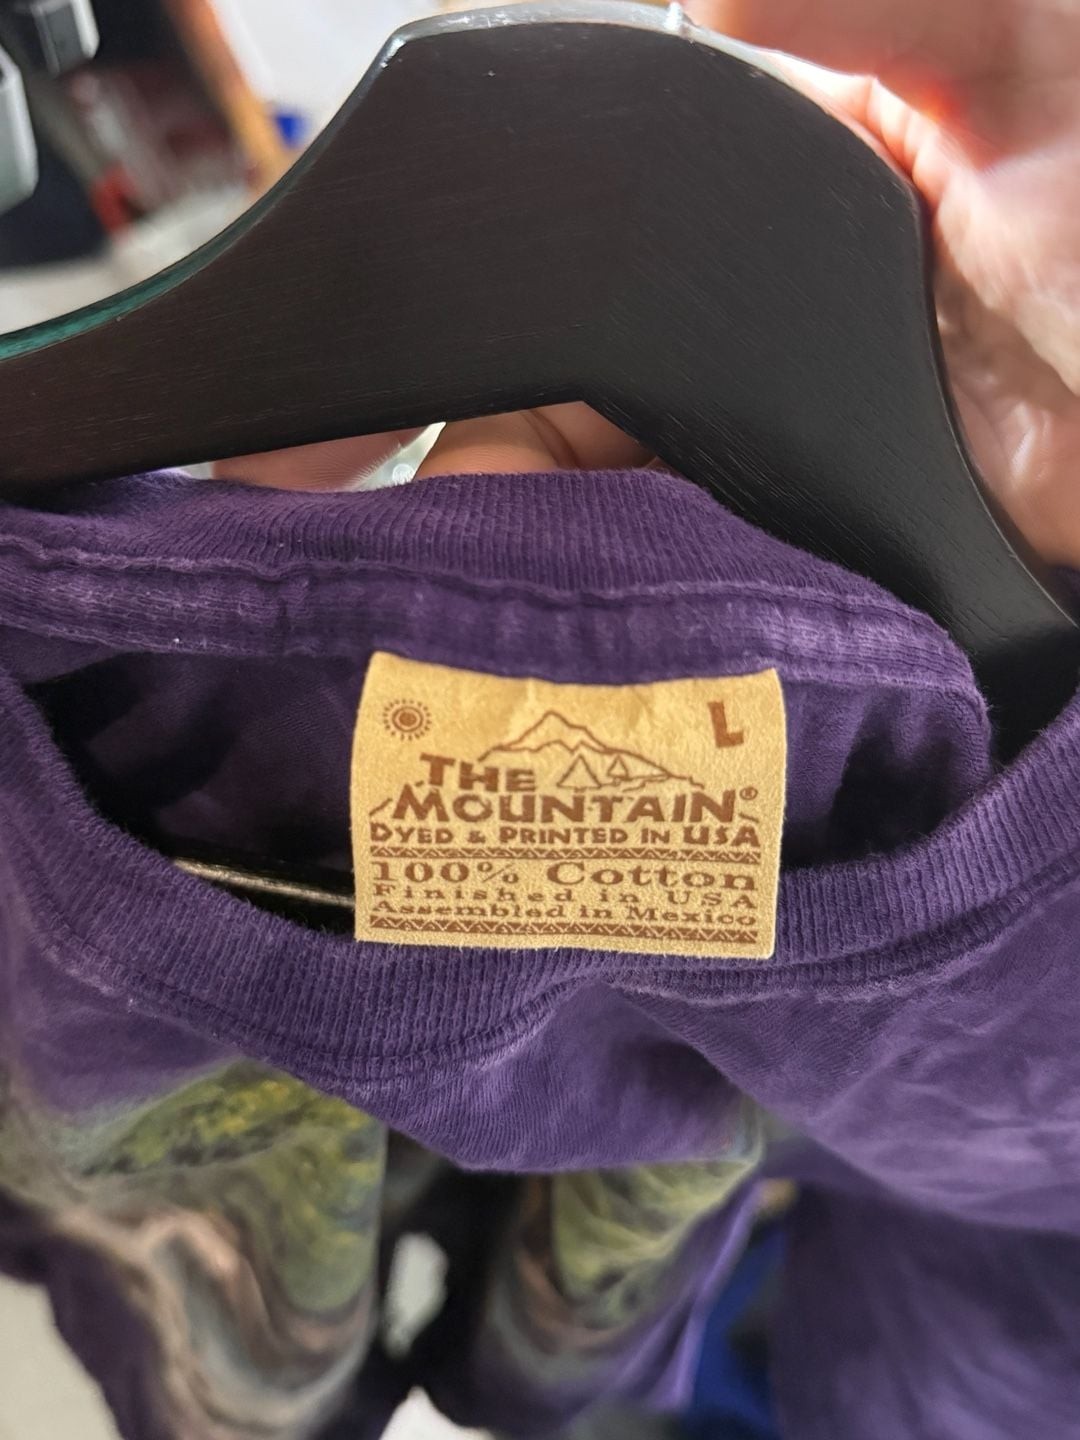 L
THE
MOUNTAIN®
DYED & PRINTED IN USA
100% Cotton
Finished in USA
Assembled in Mexico